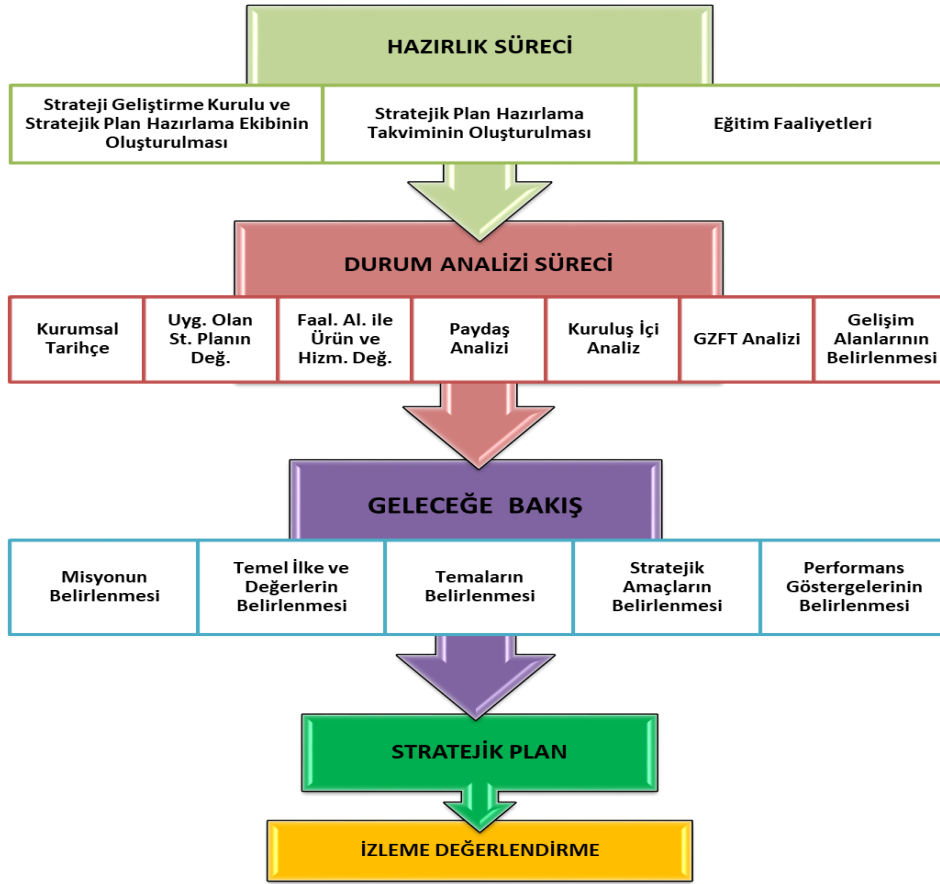 HAZIRLIK SÜRECİ
Strateji Geliştirme Kurulu ve
Stratejik Plan Hazırlama Ekibinin
Oluşturulması
Stratejik Plan Hazırlama
Takviminin Oluşturulması
Eğitim Faaliyetleri
DURUM ANALİZİ SÜRECİ
Kurumsal
Tarihçe
Uyg. Olan
St. Planın
Değ.
Faal. Al. ile
Ürün ve
Hizm. Değ.
Paydaş
Analizi
Kuruluş İçi
Analiz
GZFT Analizi
Gelişim
Alanlarının
Belirlenmesi
GELECEĞE BAKIŞ
Misyonun
Belirlenmesi
Temel İlke ve
Değerlerin
Belirlenmesi
Temaların
Belirlenmesi
Stratejik
Amaçların
Belirlenmesi
Performans
Göstergelerinin
Belirlenmesi
STRATEJİK PLAN
İZLEME DEĞERLENDİRME